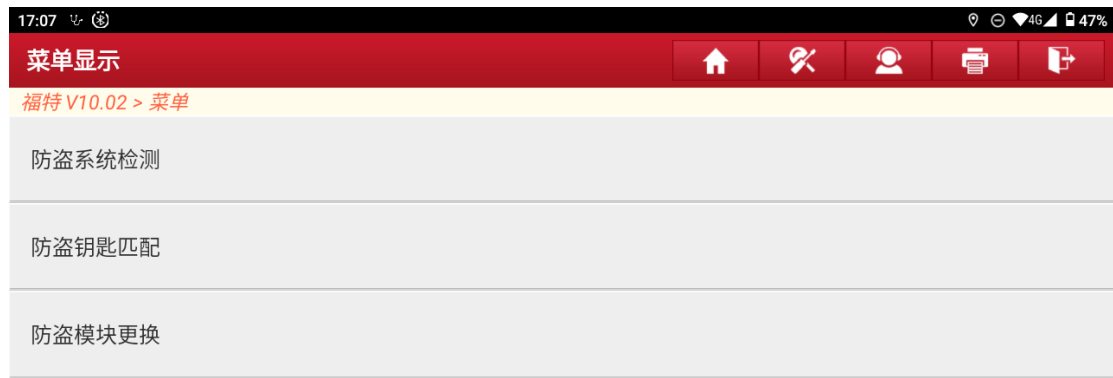 17:07 4G 47%
菜单显示
福特 V10.02 > 菜单
防盗系统检测
防盗钥匙匹配
防盗模块更换